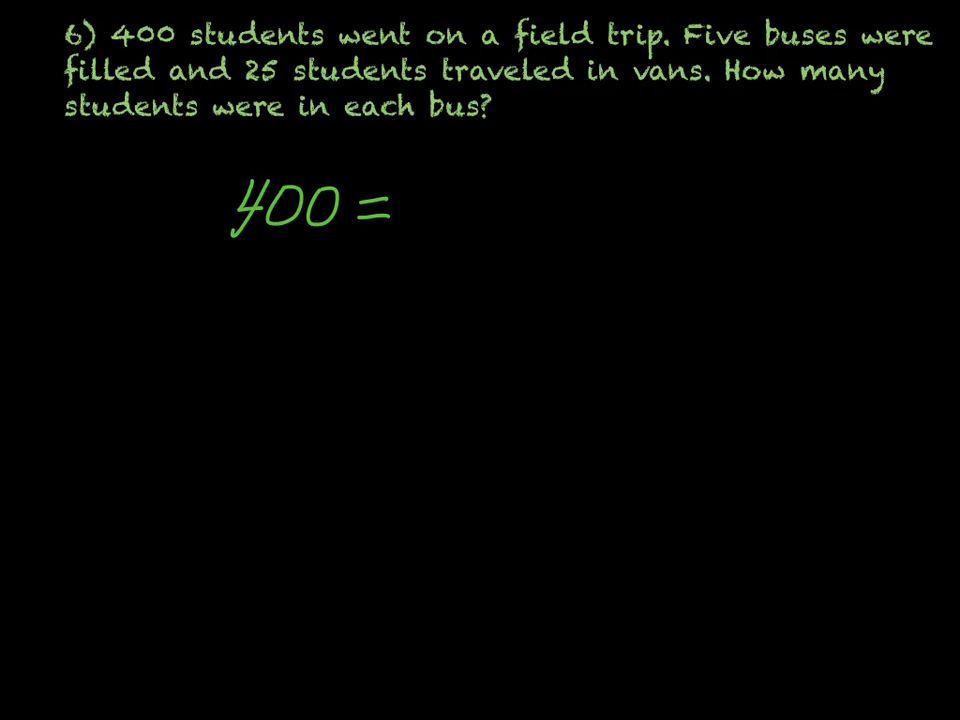 6) 400 students went on a field trip. Five buses were
filled and 25 students traveled in vans. How many
students were in each bus?
400 =